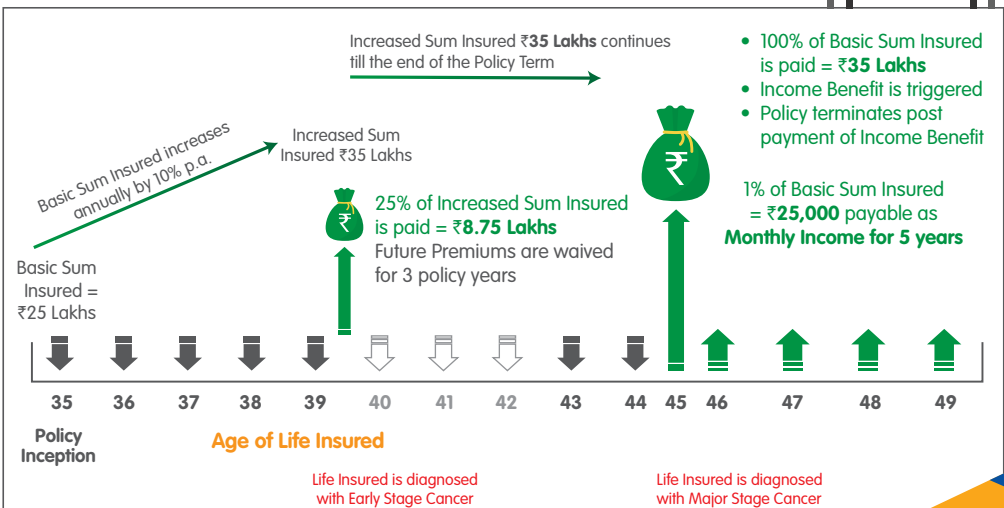 Increased Sum Insured ₹35 Lakhs continues
till the end of the Policy Term
• 100% of Basic Sum Insured
is paid = ₹35 Lakhs
• Income Benefit is triggered
• Policy terminates post
payment of Income Benefit
Basic Sum Insured increases
annually by 10% p.a.
Increased Sum
Insured ₹35 Lakhs
₹
25% of Increased Sum Insured
is paid = ₹8.75 Lakhs
Future Premiums are waived
for 3 policy years
₹
1% of Basic Sum Insured
= ₹25,000 payable as
Monthly Income for 5 years
Basic Sum
Insured =
₹25 Lakhs
35 36 37 38 39 40 41 42 43 44 45 46 47 48 49
Policy
Inception
Age of Life Insured
Life Insured is diagnosed
with Early Stage Cancer
Life Insured is diagnosed
with Major Stage Cancer